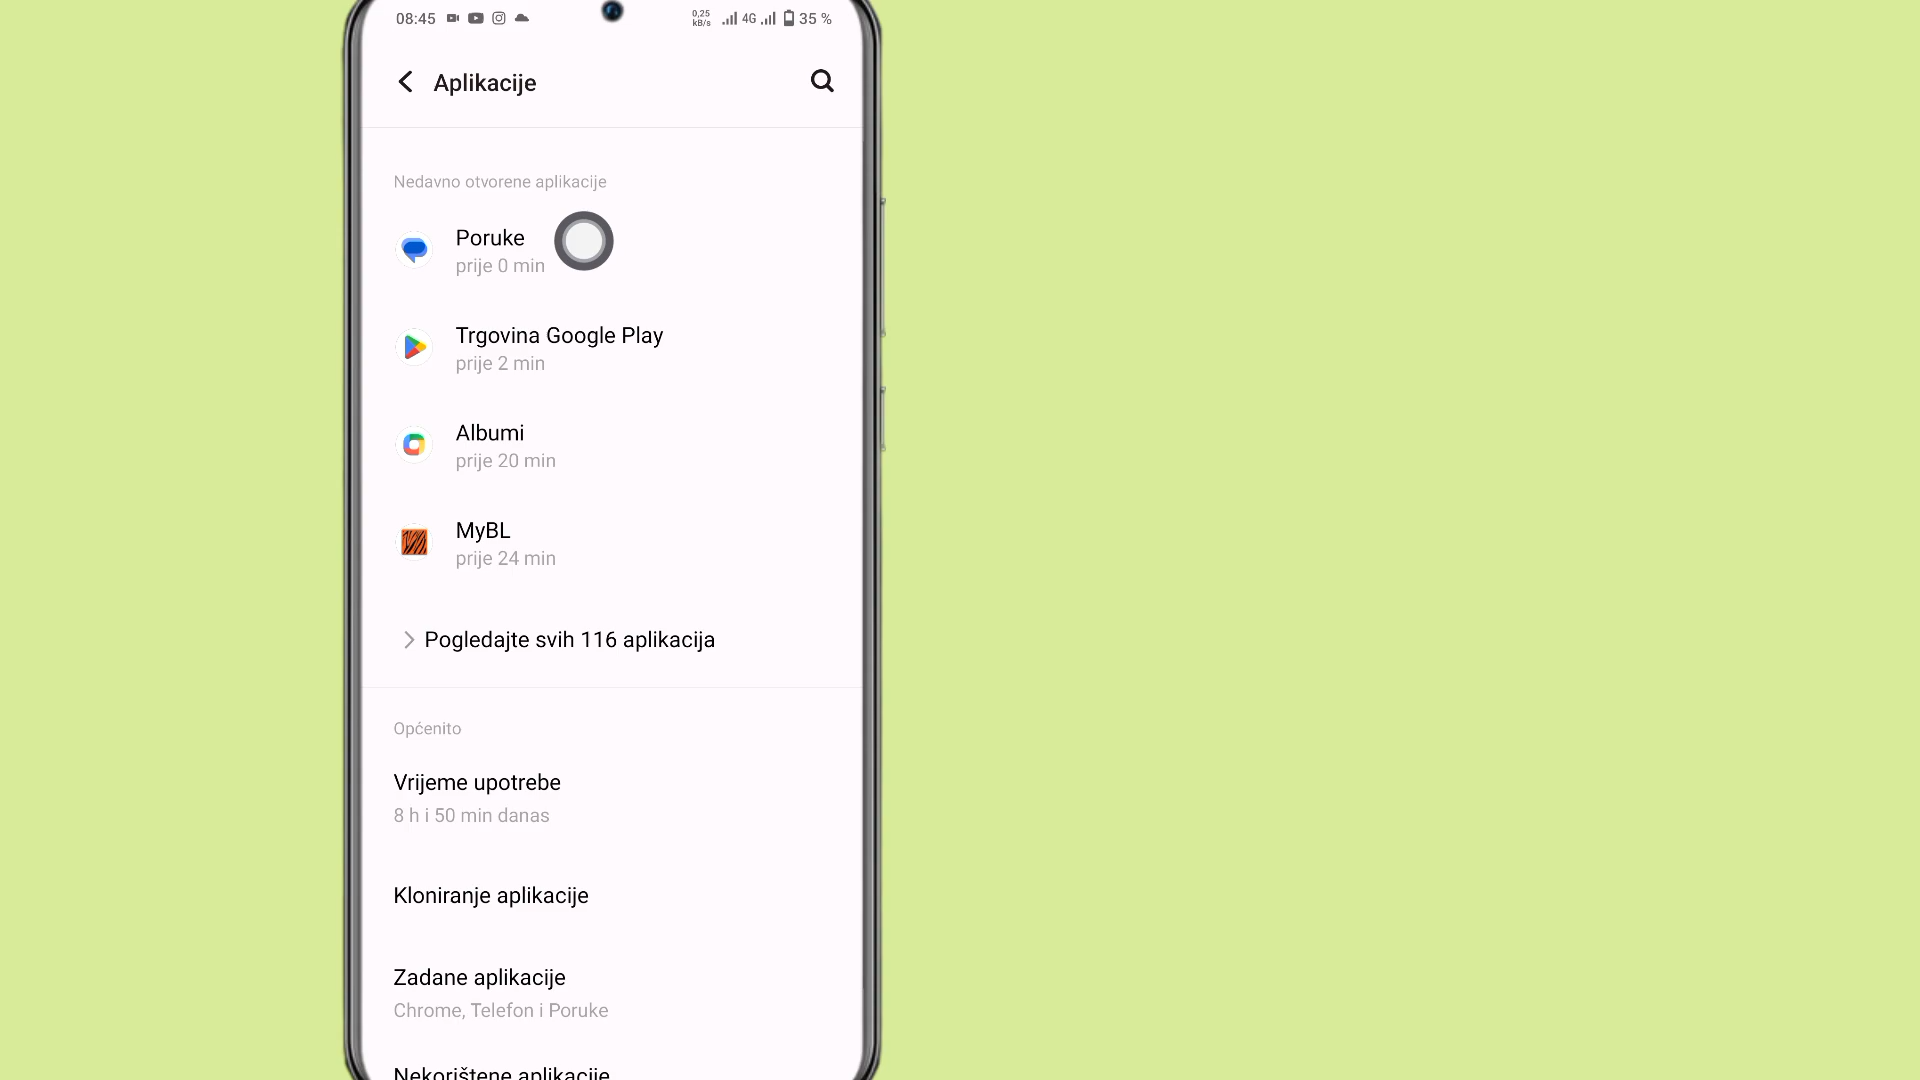 08:45
0,25 kB/s 4G 35 %
Aplikacije
Nedavno otvorene aplikacije
Poruke
prije 0 min
Trgovina Google Play
prije 2 min
Albumi
prije 20 min
MyBL
prije 24 min
Pogledajte svih 116 aplikacija
Općenito
Vrijeme upotrebe
8 h i 50 min danas
Kloniranje aplikacije
Zadane aplikacije
Chrome, Telefon i Poruke
Nekorištene aplikacije